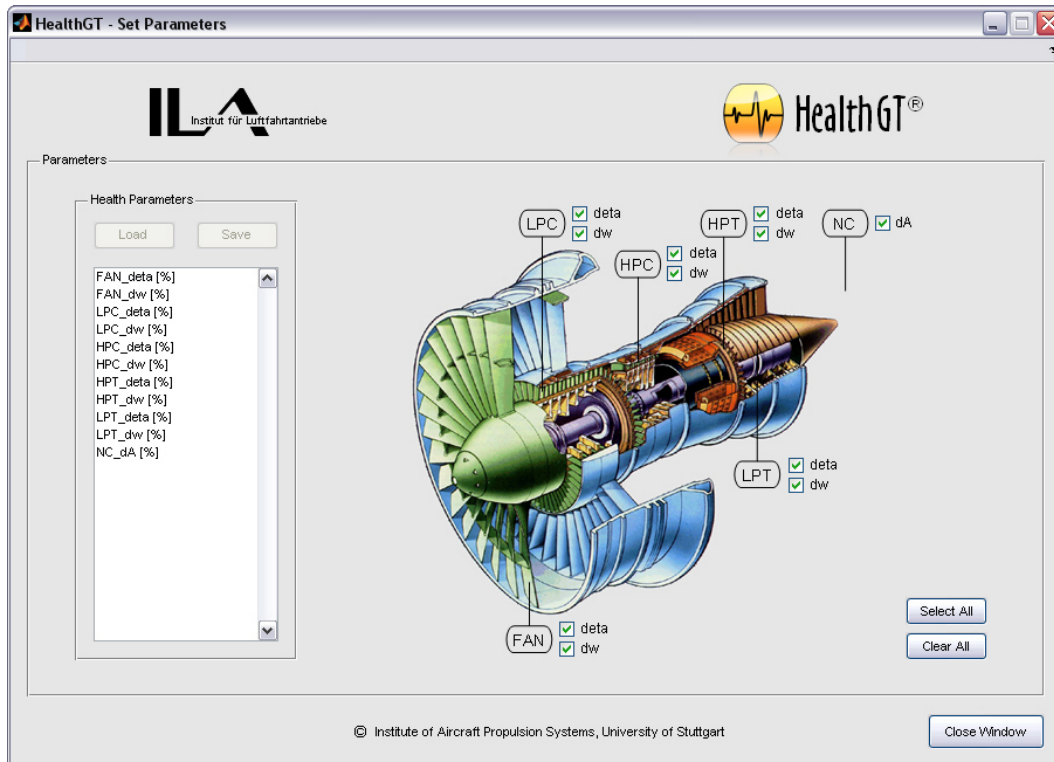 HealthGT - Set Parameters
ILA
Institut für Luftfahrtantriebe
HealthGT®
Parameters
Health Parameters
Load
Save
FAN_deta [%]
FAN_dw [%]
LPC_deta [%]
LPC_dw [%]
HPC_deta [%]
HPC_dw [%]
HPT_deta [%]
HPT_dw [%]
LPT_deta [%]
LPT_dw [%]
NC_dA [%]
LPC
deta
dw
HPC
deta
dw
HPT
deta
dw
NC
dA
LPT
deta
dw
FAN
deta
dw
Select All
Clear All
© Institute of Aircraft Propulsion Systems, University of Stuttgart
Close Window